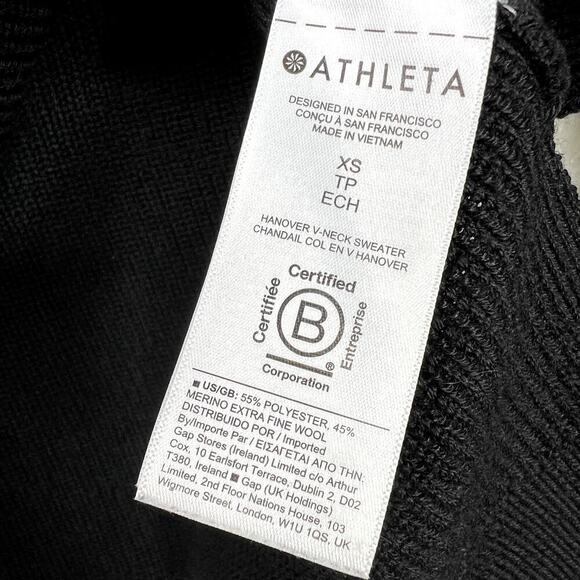 ATHLETA
DESIGNED IN SAN FRANCISCO
CONÇU À SAN FRANCISCO
MADE IN VIETNAM
XS
TP
ECH
HANOVER V-NECK SWEATER
CHANDAIL COL EN V HANOVER
Certified
Certifiée
B
Entreprise
®
Corporation
■ US/GB: 55% POLYESTER, 45%
MERINO EXTRA FINE WOOL
DISTRIBUIDO POR / Imported
By/Importe Par / ΕΙΣΑΓΕΤΑΙ ΑΠΟ ΤΗΝ:
Gap Stores (Ireland) Limited c/o Arthur
Cox, 10 Earlsfort Terrace, Dublin 2, D02
T380, Ireland ■ Gap (UK Holdings)
Limited, 2nd Floor Nations House, 103
Wigmore Street, London, W1U 1QS, UK